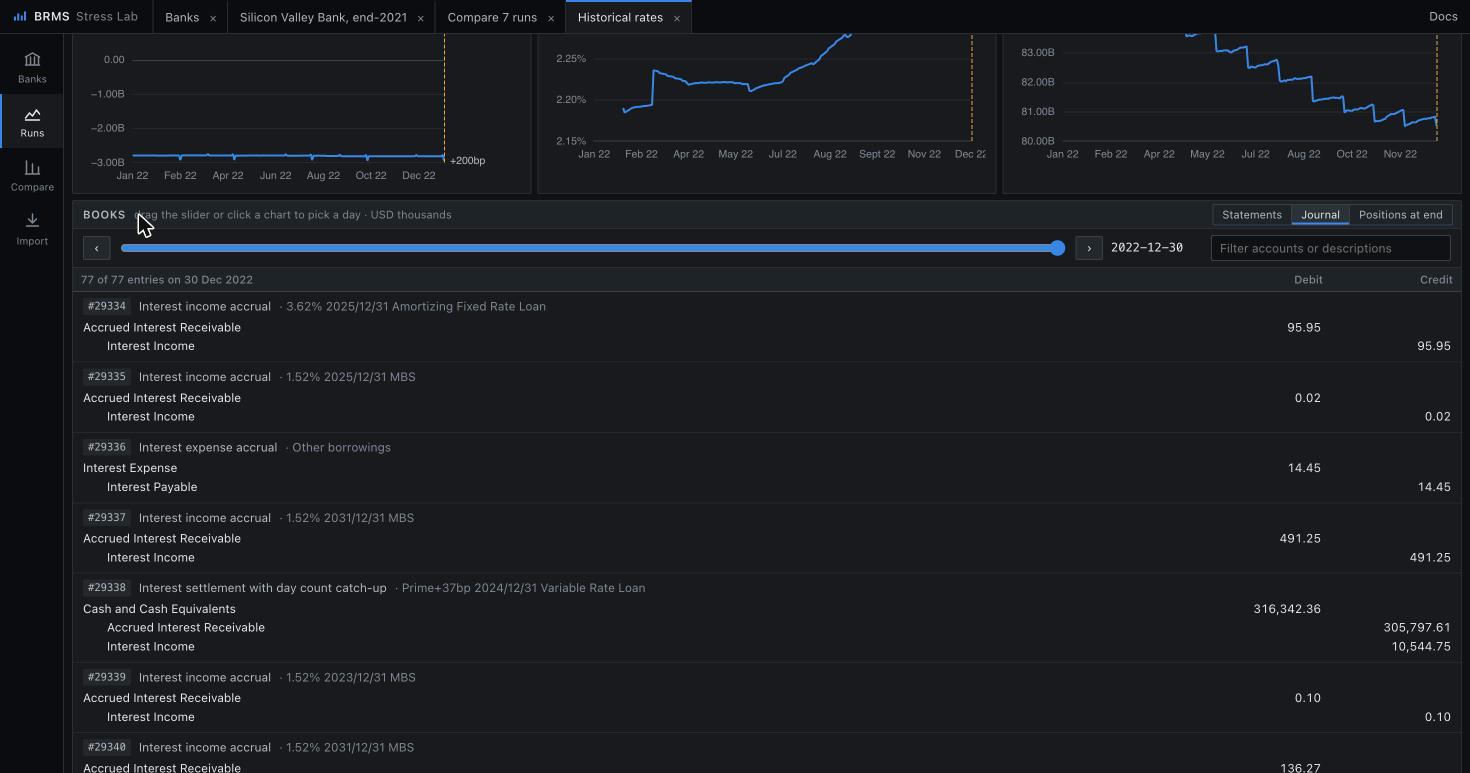 BRMS Stress Lab
Banks ×
Silicon Valley Bank, end-2021 ×
Compare 7 runs ×
Historical rates ×
Docs
Banks
Runs
Compare
Import
0.00
−1.00B
−2.00B
−3.00B
+200bp
Jan 22 Feb 22 Apr 22 Jun 22 Aug 22 Oct 22 Dec 22
2.25%
2.20%
2.15%
Jan 22 Feb 22 Apr 22 May 22 Jul 22 Aug 22 Sept 22 Nov 22 Dec 22
83.00B
82.00B
81.00B
80.00B
Jan 22 Feb 22 Apr 22 May 22 Jul 22 Aug 22 Oct 22 Nov 22
BOOKS drag the slider or click a chart to pick a day · USD thousands
Statements Journal Positions at end
‹ › 2022-12-30 Filter accounts or descriptions
77 of 77 entries on 30 Dec 2022 Debit Credit
#29334 Interest income accrual · 3.62% 2025/12/31 Amortizing Fixed Rate Loan
Accrued Interest Receivable 95.95
Interest Income 95.95
#29335 Interest income accrual · 1.52% 2025/12/31 MBS
Accrued Interest Receivable 0.02
Interest Income 0.02
#29336 Interest expense accrual · Other borrowings
Interest Expense 14.45
Interest Payable 14.45
#29337 Interest income accrual · 1.52% 2031/12/31 MBS
Accrued Interest Receivable 491.25
Interest Income 491.25
#29338 Interest settlement with day count catch-up · Prime+37bp 2024/12/31 Variable Rate Loan
Cash and Cash Equivalents 316,342.36
Accrued Interest Receivable 305,797.61
Interest Income 10,544.75
#29339 Interest income accrual · 1.52% 2023/12/31 MBS
Accrued Interest Receivable 0.10
Interest Income 0.10
#29340 Interest income accrual · 1.52% 2031/12/31 MBS
Accrued Interest Receivable 136.27